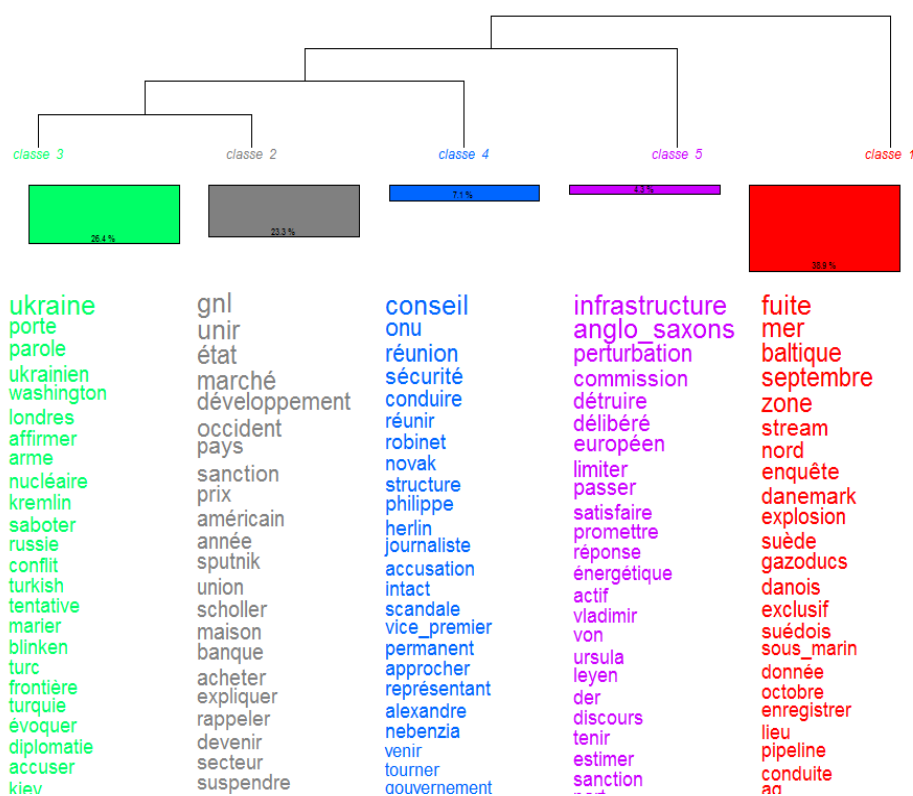 classe 3
classe 2
classe 4
classe 5
classe 1
26.4 %
23.3 %
7.1 %
4.3 %
38.9 %
ukraine
porte
parole
ukrainien
washington
londres
affirmer
arme
nucléaire
kremlin
saboter
russie
conflit
turkish
tentative
marier
blinken
turc
frontière
turquie
évoquer
diplomatie
accuser
kiev
gnl
unir
état
marché
développement
occident
pays
sanction
prix
américain
année
sputnik
union
scholler
maison
banque
acheter
expliquer
rappeler
devenir
secteur
suspendre
conseil
onu
réunion
sécurité
conduire
réunir
robinet
novak
structure
philippe
herlin
journaliste
accusation
intact
scandale
vice_premier
permanent
approcher
représentant
alexandre
nebenzia
venir
tourner
gouvernement
infrastructure
anglo_saxons
perturbation
commission
détruire
délibéré
européen
limiter
passer
satisfaire
promettre
réponse
énergétique
actif
vladimir
von
ursula
leyen
der
discours
tenir
estimer
sanction
fuite
mer
baltique
septembre
zone
stream
nord
enquête
danemark
explosion
suède
gazoducs
danois
exclusif
suédois
sous_marin
donnée
octobre
enregistrer
lieu
pipeline
conduite